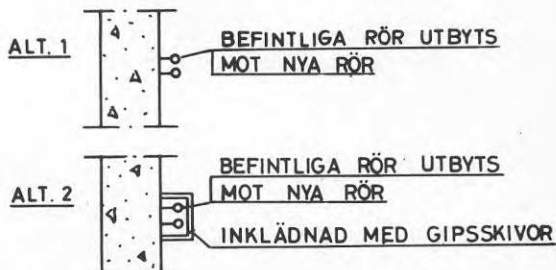 ALT. 1
BEFINTLIGA RÖR UTBYTS
MOT NYA RÖR
ALT. 2
BEFINTLIGA RÖR UTBYTS
MOT NYA RÖR
INKLÄDNAD MED GIPSSKIVOR